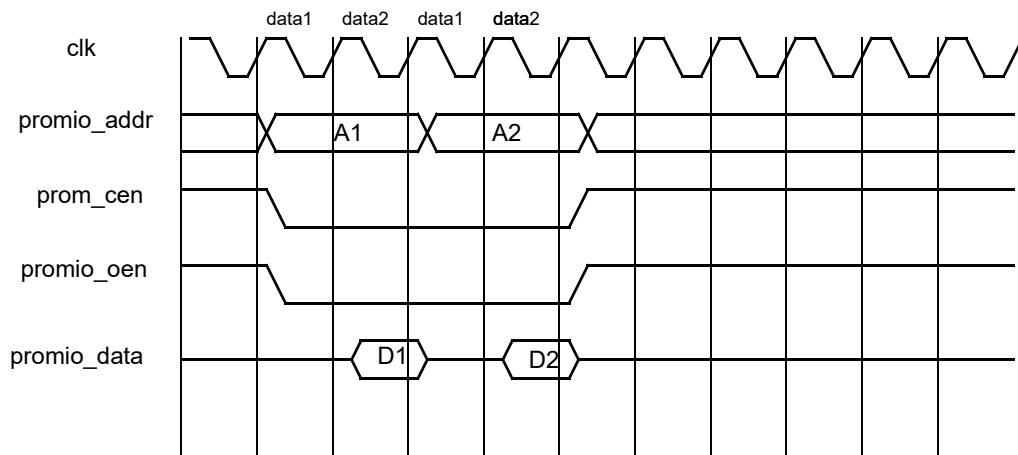 data1 data2 data1 data2
clk
promio_addr A1 A2
prom_cen
promio_oen
promio_data D1 D2